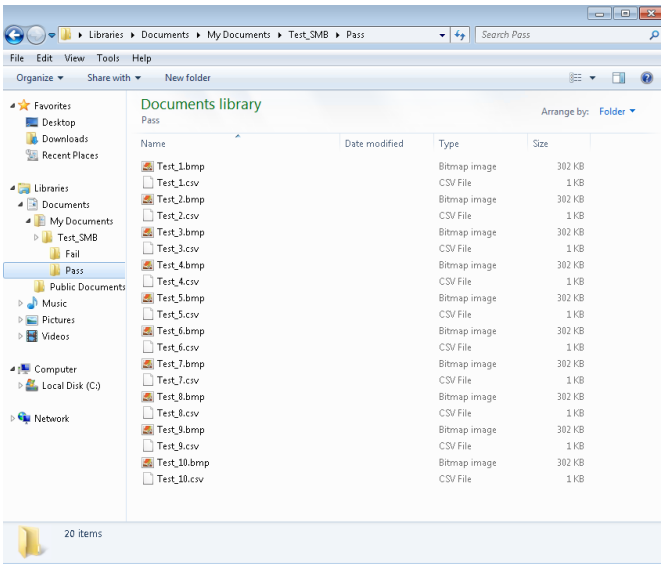 Libraries Documents My Documents Test_SMB Pass Search Pass
File Edit View Tools Help
Organize Share with New folder
Favorites
Desktop
Downloads
Recent Places
Libraries
Documents
My Documents
Test_SMB
Fail
Pass
Public Documents
Music
Pictures
Videos
Computer
Local Disk (C:)
Network
Documents library
Pass
Arrange by: Folder
Name Date modified Type Size
Test_1.bmp Bitmap image 302 KB
Test_1.csv CSV File 1 KB
Test_2.bmp Bitmap image 302 KB
Test_2.csv CSV File 1 KB
Test_3.bmp Bitmap image 302 KB
Test_3.csv CSV File 1 KB
Test_4.bmp Bitmap image 302 KB
Test_4.csv CSV File 1 KB
Test_5.bmp Bitmap image 302 KB
Test_5.csv CSV File 1 KB
Test_6.bmp Bitmap image 302 KB
Test_6.csv CSV File 1 KB
Test_7.bmp Bitmap image 302 KB
Test_7.csv CSV File 1 KB
Test_8.bmp Bitmap image 302 KB
Test_8.csv CSV File 1 KB
Test_9.bmp Bitmap image 302 KB
Test_9.csv CSV File 1 KB
Test_10.bmp Bitmap image 302 KB
Test_10.csv CSV File 1 KB
20 items